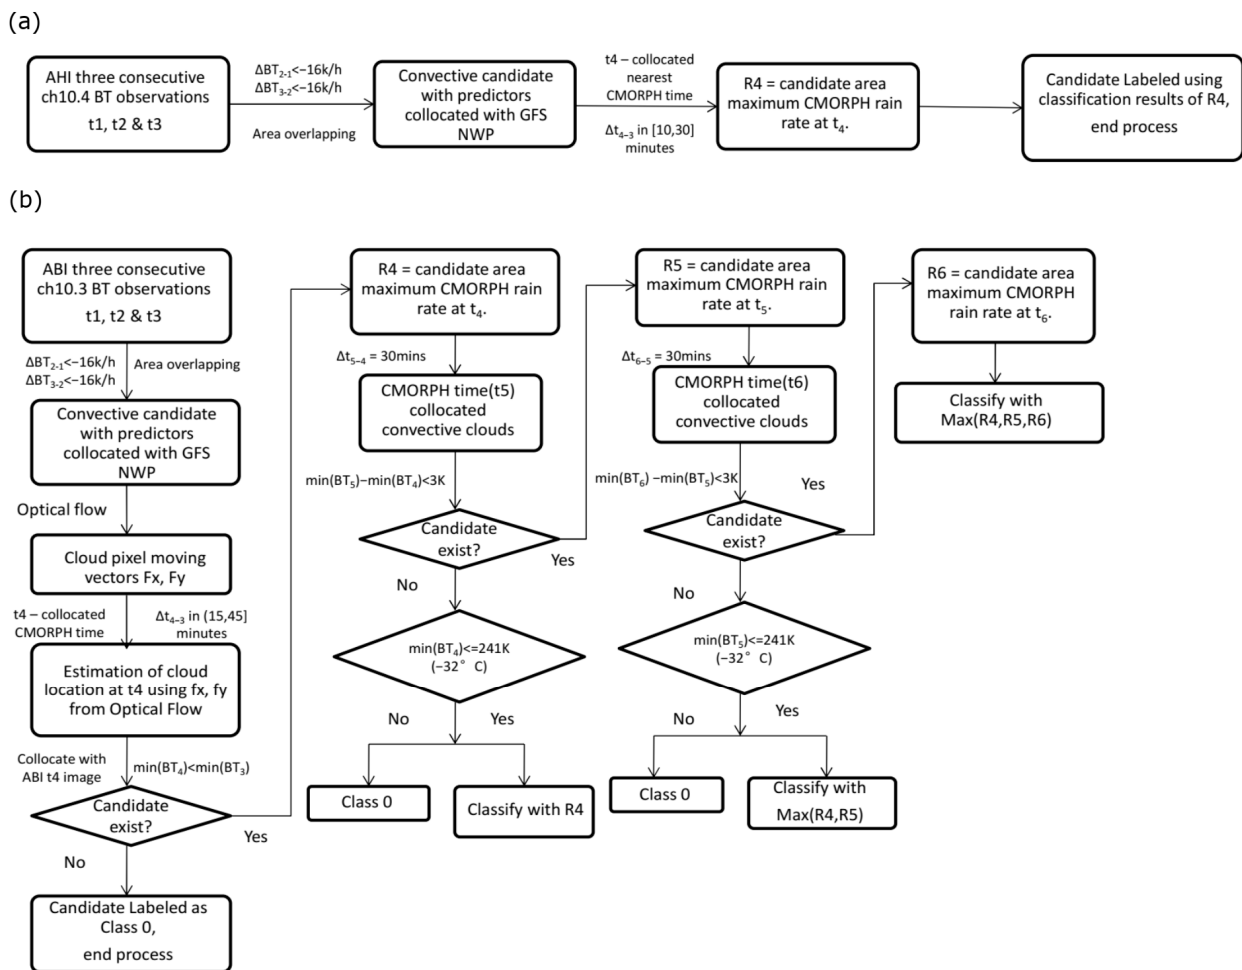 (a)
AHI three consecutive
ch10.4 BT observations
t1, t2 & t3
ΔBT₂₋₁<−16k/h
ΔBT₃₋₂<−16k/h
Area overlapping
Convective candidate
with predictors
collocated with GFS
NWP
t4 – collocated
nearest
CMORPH time
Δt₄₋₃ in [10,30]
minutes
R4 = candidate area
maximum CMORPH rain
rate at t₄.
Candidate Labeled using
classification results of R4,
end process
(b)
ABI three consecutive
ch10.3 BT observations
t1, t2 & t3
ΔBT₂₋₁<−16k/h
ΔBT₃₋₂<−16k/h
Area overlapping
Convective candidate
with predictors
collocated with GFS
NWP
Optical flow
Cloud pixel moving
vectors Fx, Fy
t4 – collocated
CMORPH time
Δt₄₋₃ in (15,45]
minutes
Estimation of cloud
location at t4 using fx, fy
from Optical Flow
Collocate with
ABI t4 image
min(BT₄)<min(BT₃)
Candidate
exist?
Yes
No
Candidate Labeled as
Class 0,
end process
R4 = candidate area
maximum CMORPH rain
rate at t₄.
Δt₅₋₄ = 30mins
CMORPH time(t5)
collocated
convective clouds
min(BT₅)−min(BT₄)<3K
Candidate
exist?
Yes
No
min(BT₄)<=241K
(−32° C)
No
Yes
Class 0
Classify with R4
R5 = candidate area
maximum CMORPH rain
rate at t₅.
Δt₆₋₅ = 30mins
CMORPH time(t6)
collocated
convective clouds
min(BT₆) −min(BT₅)<3K
Yes
Candidate
exist?
No
min(BT₅)<=241K
(−32° C)
No
Yes
Class 0
Classify with
Max(R4,R5)
R6 = candidate area
maximum CMORPH
rain rate at t₆.
Classify with
Max(R4,R5,R6)